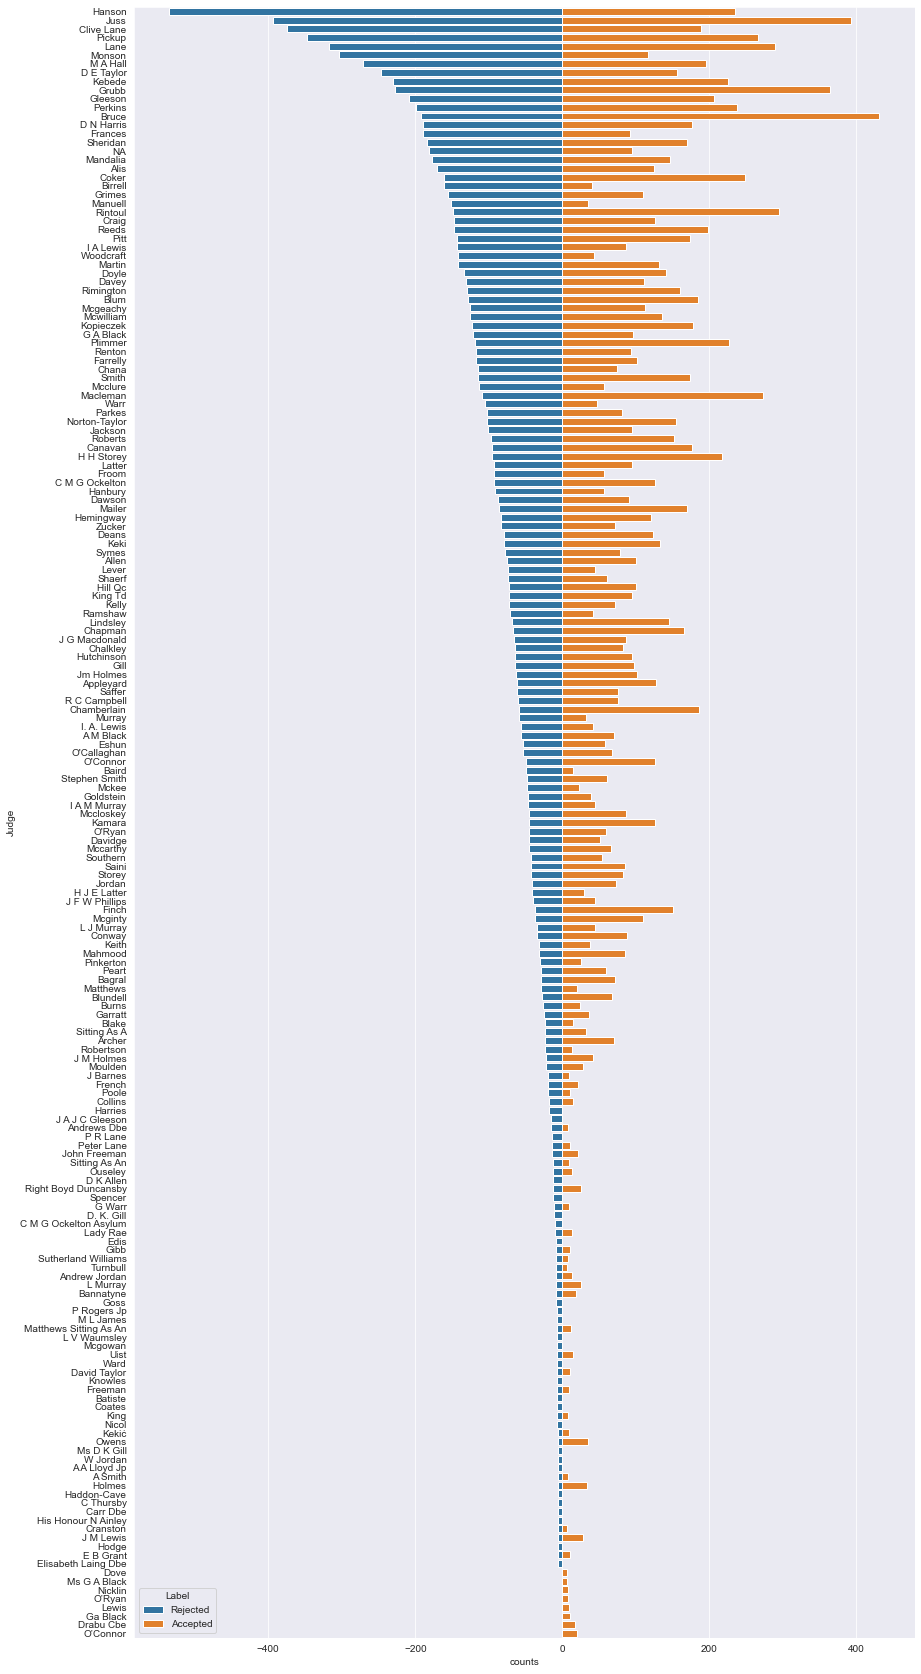 Hanson
Juss
Clive Lane
Pickup
Lane
Monson
M A Hall
D E Taylor
Kebede
Grubb
Gleeson
Perkins
Bruce
D N Harris
Frances
Sheridan
NA
Mandalia
Alis
Coker
Birrell
Grimes
Manuell
Rintoul
Craig
Reeds
Pitt
I A Lewis
Woodcraft
Martin
Doyle
Davey
Rimington
Blum
Mcgeachy
Mcwilliam
Kopieczek
G A Black
Plimmer
Renton
Farrelly
Chana
Smith
Mcclure
Macleman
Warr
Parkes
Norton-Taylor
Jackson
Roberts
Canavan
H H Storey
Latter
Froom
C M G Ockelton
Hanbury
Dawson
Mailer
Hemingway
Zucker
Deans
Keki
Symes
Allen
Lever
Shaerf
Hill Qc
King Td
Kelly
Ramshaw
Lindsley
Chapman
J G Macdonald
Chalkley
Hutchinson
Gill
Jm Holmes
Appleyard
Saffer
R C Campbell
Chamberlain
Murray
I. A. Lewis
A M Black
Eshun
O'Callaghan
O'Connor
Baird
Stephen Smith
Mckee
Goldstein
I A M Murray
Mccloskey
Kamara
O'Ryan
Davidge
Mccarthy
Southern
Saini
Storey
Jordan
H J E Latter
J F W Phillips
Finch
Mcginty
L J Murray
Conway
Keith
Mahmood
Pinkerton
Peart
Bagral
Matthews
Blundell
Burns
Garratt
Blake
Sitting As A
Archer
Robertson
J M Holmes
Moulden
J Barnes
French
Poole
Collins
Harries
J A J C Gleeson
Andrews Dbe
P R Lane
Peter Lane
John Freeman
Sitting As An
Ouseley
D K Allen
Right Boyd Duncansby
Spencer
G Warr
D. K. Gill
C M G Ockelton Asylum
Lady Rae
Edis
Gibb
Sutherland Williams
Turnbull
Andrew Jordan
L Murray
Bannatyne
Goss
P Rogers Jp
M L James
Matthews Sitting As An
L V Waumsley
Mcgowan
Uist
Ward
David Taylor
Knowles
Freeman
Batiste
Coates
King
Nicol
Kekić
Owens
Ms D K Gill
W Jordan
A A Lloyd Jp
A Smith
Holmes
Haddon-Cave
C Thursby
Carr Dbe
His Honour N Ainley
Cranston
J M Lewis
Hodge
E B Grant
Elisabeth Laing Dbe
Dove
Ms G A Black
Nicklin
O'Ryan
Lewis
Ga Black
Drabu Cbe
O'Connor
Judge
Label
Rejected
Accepted
−400
−200
0
200
400
counts